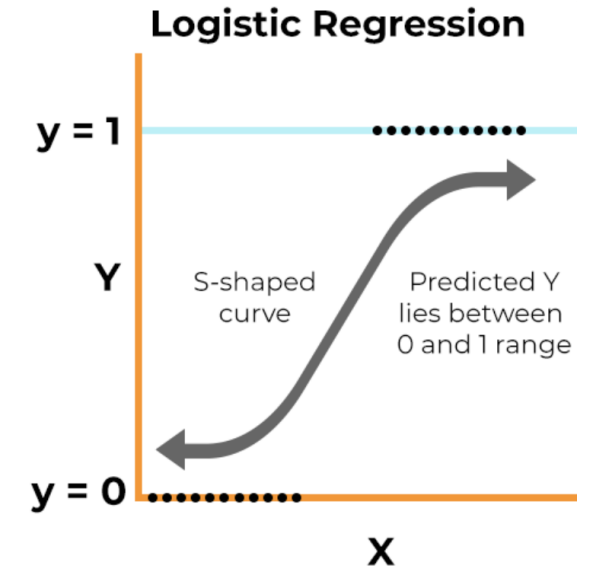 Logistic Regression
y = 1
Y
S-shaped
curve
Predicted Y
lies between
0 and 1 range
y = 0
X